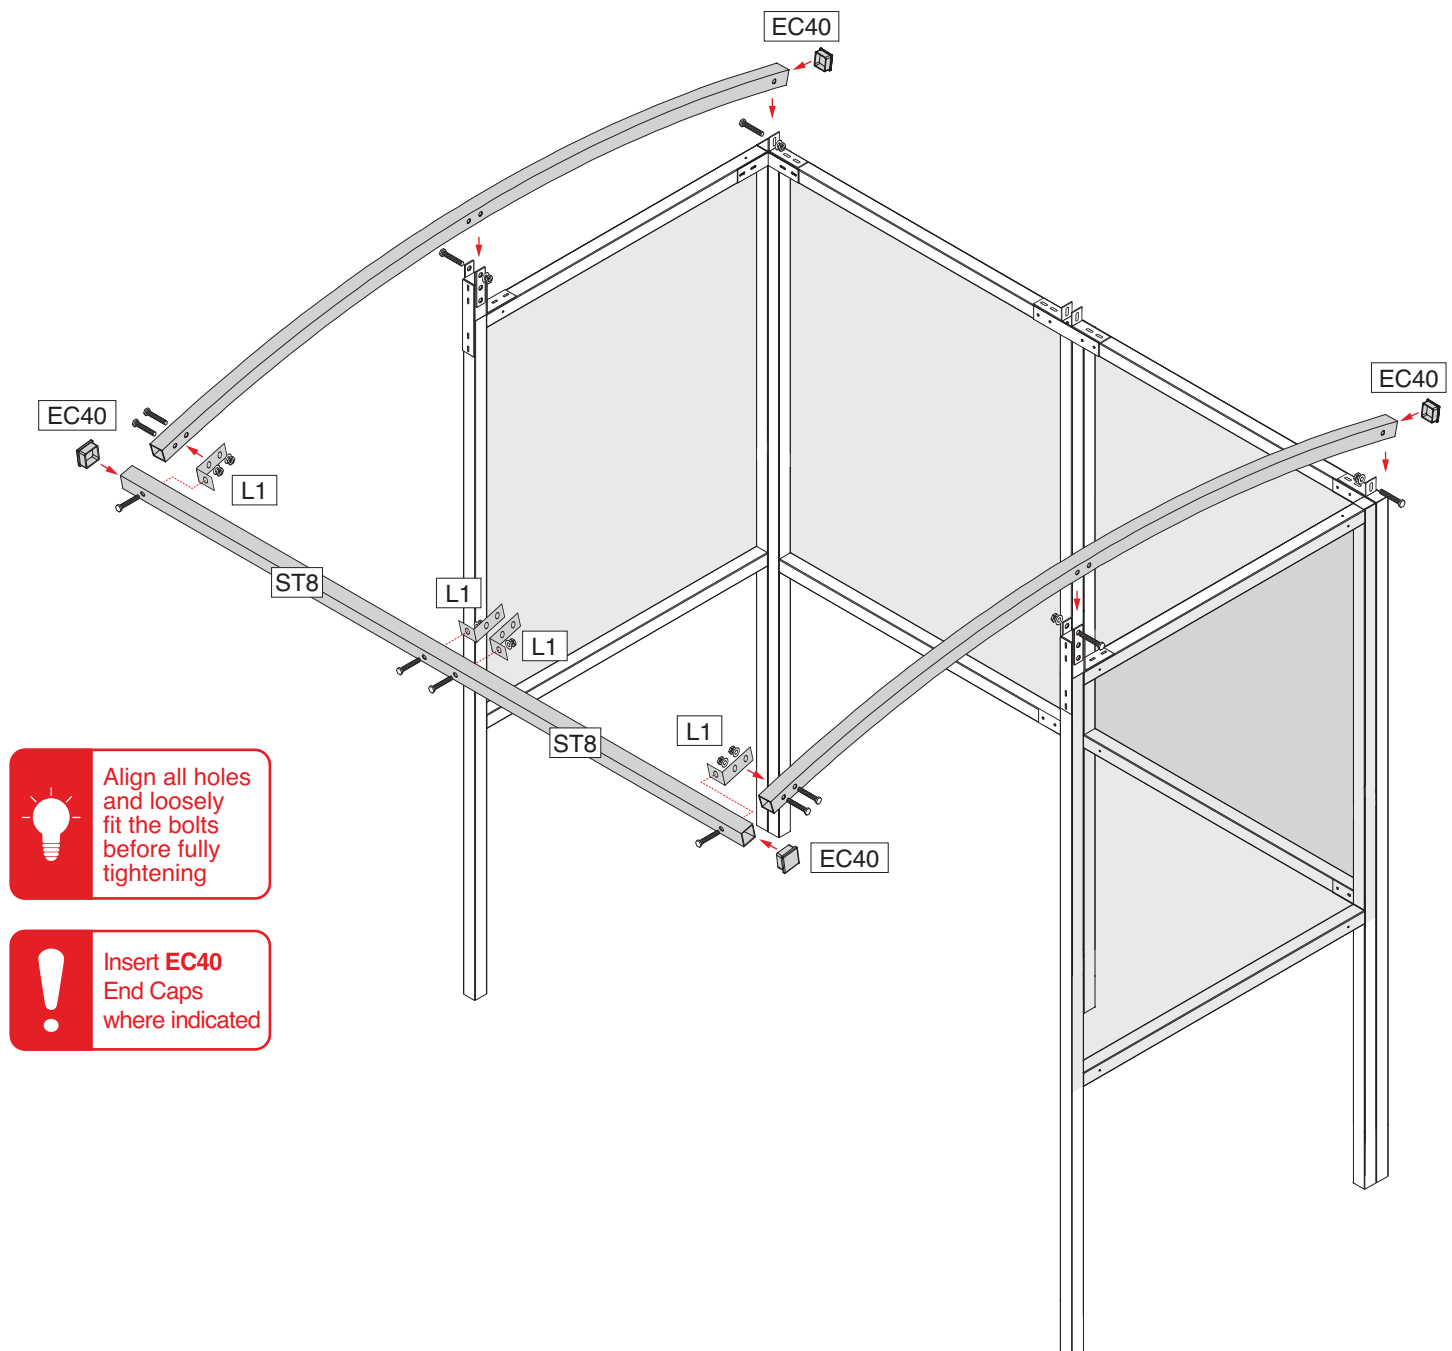 EC40
EC40
EC40
L1
ST8
L1
L1
L1
ST8
EC40
Align all holes
and loosely
fit the bolts
before fully
tightening
Insert EC40
End Caps
where indicated